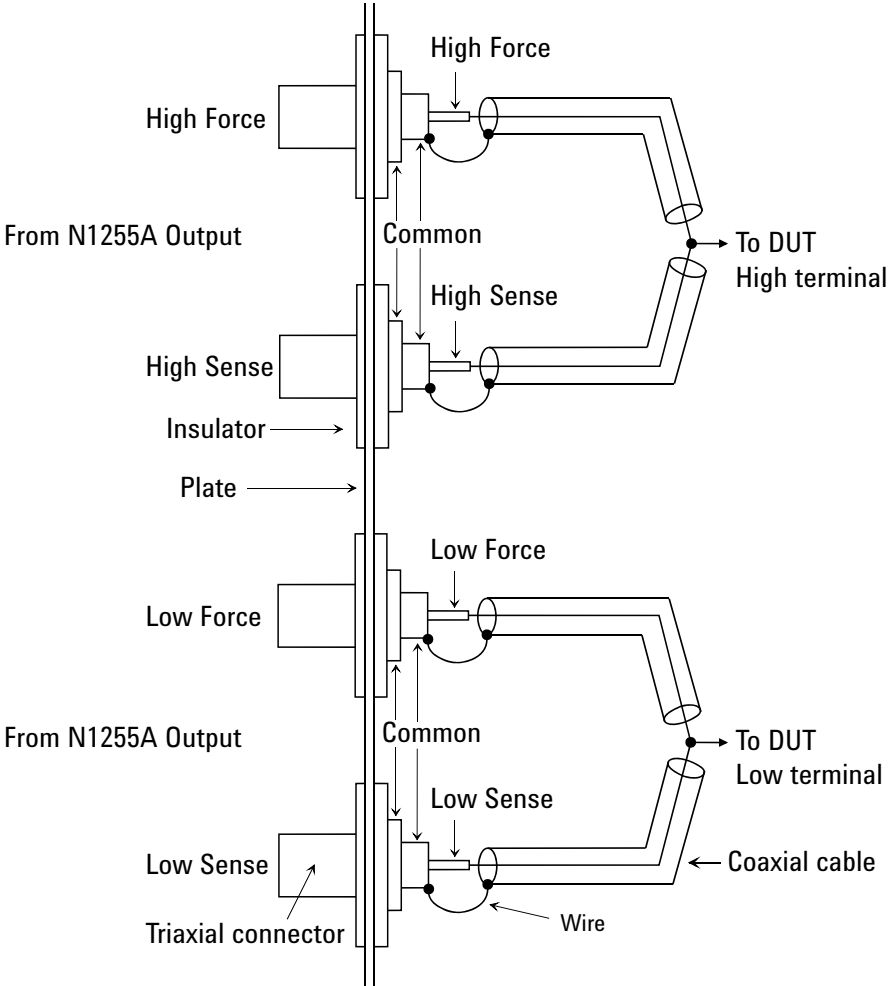 High Force
High Force
From N1255A Output
Common
To DUT
High terminal
High Sense
High Sense
Insulator
Plate
Low Force
Low Force
From N1255A Output
Common
To DUT
Low terminal
Low Sense
Low Sense
Coaxial cable
Wire
Triaxial connector